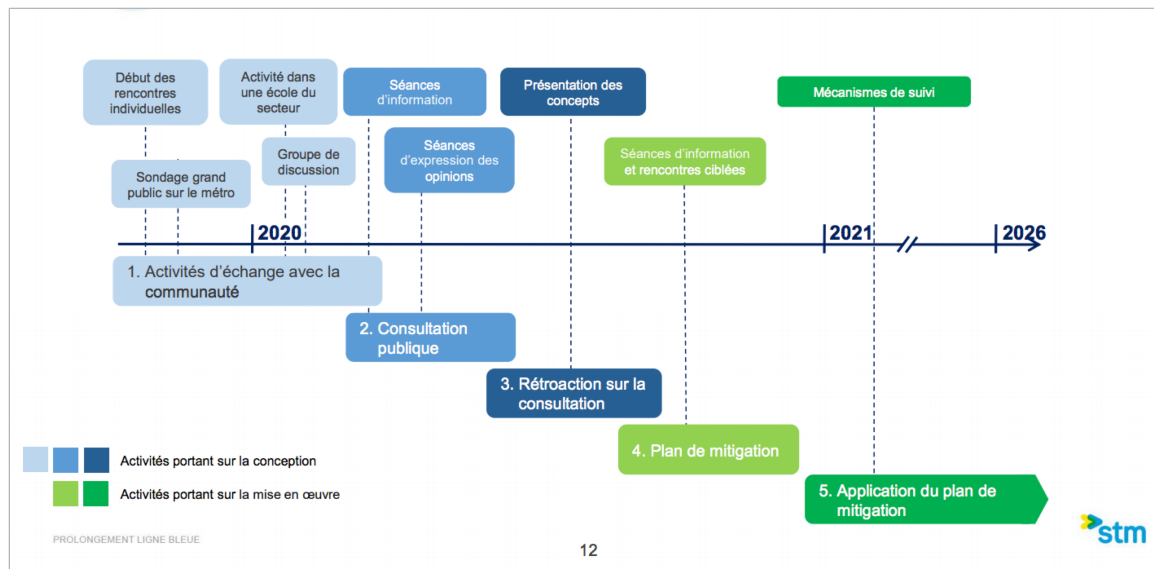 Début des
rencontres
individuelles
Activité dans
une école du
secteur
Séances
d'information
Présentation des
concepts
Mécanismes de suivi
Sondage grand
public sur le métro
Groupe de
discussion
Séances
d'expression des
opinions
Séances d'information
et rencontres ciblées
2020
2021
2026
1. Activités d'échange avec la
communauté
2. Consultation
publique
3. Rétroaction sur la
consultation
4. Plan de mitigation
5. Application du plan de
mitigation
Activités portant sur la conception
Activités portant sur la mise en œuvre
PROLONGEMENT LIGNE BLEUE
12
stm